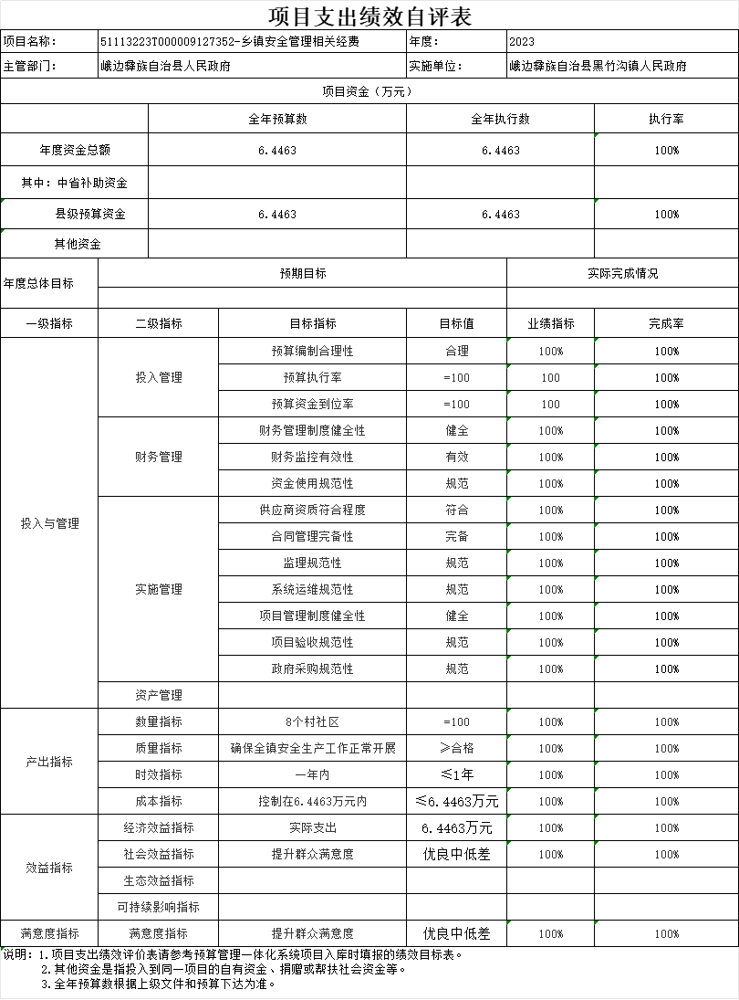 项目支出绩效自评表
项目名称： 51113223T000009127352-乡镇安全管理相关经费 年度： 2023
主管部门： 峨边彝族自治县人民政府 实施单位： 峨边彝族自治县黑竹沟镇人民政府
项目资金（万元）
全年预算数 全年执行数 执行率
年度资金总额 6.4463 6.4463 100%
其中：中省补助资金
县级预算资金 6.4463 6.4463 100%
其他资金
年度总体目标 预期目标 实际完成情况
一级指标 二级指标 目标指标 目标值 业绩指标 完成率
投入与管理 投入管理 预算编制合理性 合理 100% 100%
预算执行率 =100 100 100%
预算资金到位率 =100 100 100%
财务管理 财务管理制度健全性 健全 100% 100%
财务监控有效性 有效 100% 100%
资金使用规范性 规范 100% 100%
实施管理 供应商资质符合程度 符合 100% 100%
合同管理完备性 完备 100% 100%
监理规范性 规范 100% 100%
系统运维规范性 规范 100% 100%
项目管理制度健全性 健全 100% 100%
项目验收规范性 规范 100% 100%
政府采购规范性 规范 100% 100%
资产管理
产出指标 数量指标 8个村社区 =100 100% 100%
质量指标 确保全镇安全生产工作正常开展 ≥合格 100% 100%
时效指标 一年内 ≤1年 100% 100%
成本指标 控制在6.4463万元内 ≤6.4463万元 100% 100%
效益指标 经济效益指标 实际支出 6.4463万元 100% 100%
社会效益指标 提升群众满意度 优良中低差 100% 100%
生态效益指标
可持续影响指标
满意度指标 满意度指标 提升群众满意度 优良中低差 100% 100%
说明：1.项目支出绩效评价表请参考预算管理一体化系统项目入库时填报的绩效目标表。
2.其他资金是指投入到同一项目的自有资金、捐赠或帮扶社会资金等。
3.全年预算数根据上级文件和预算下达为准。